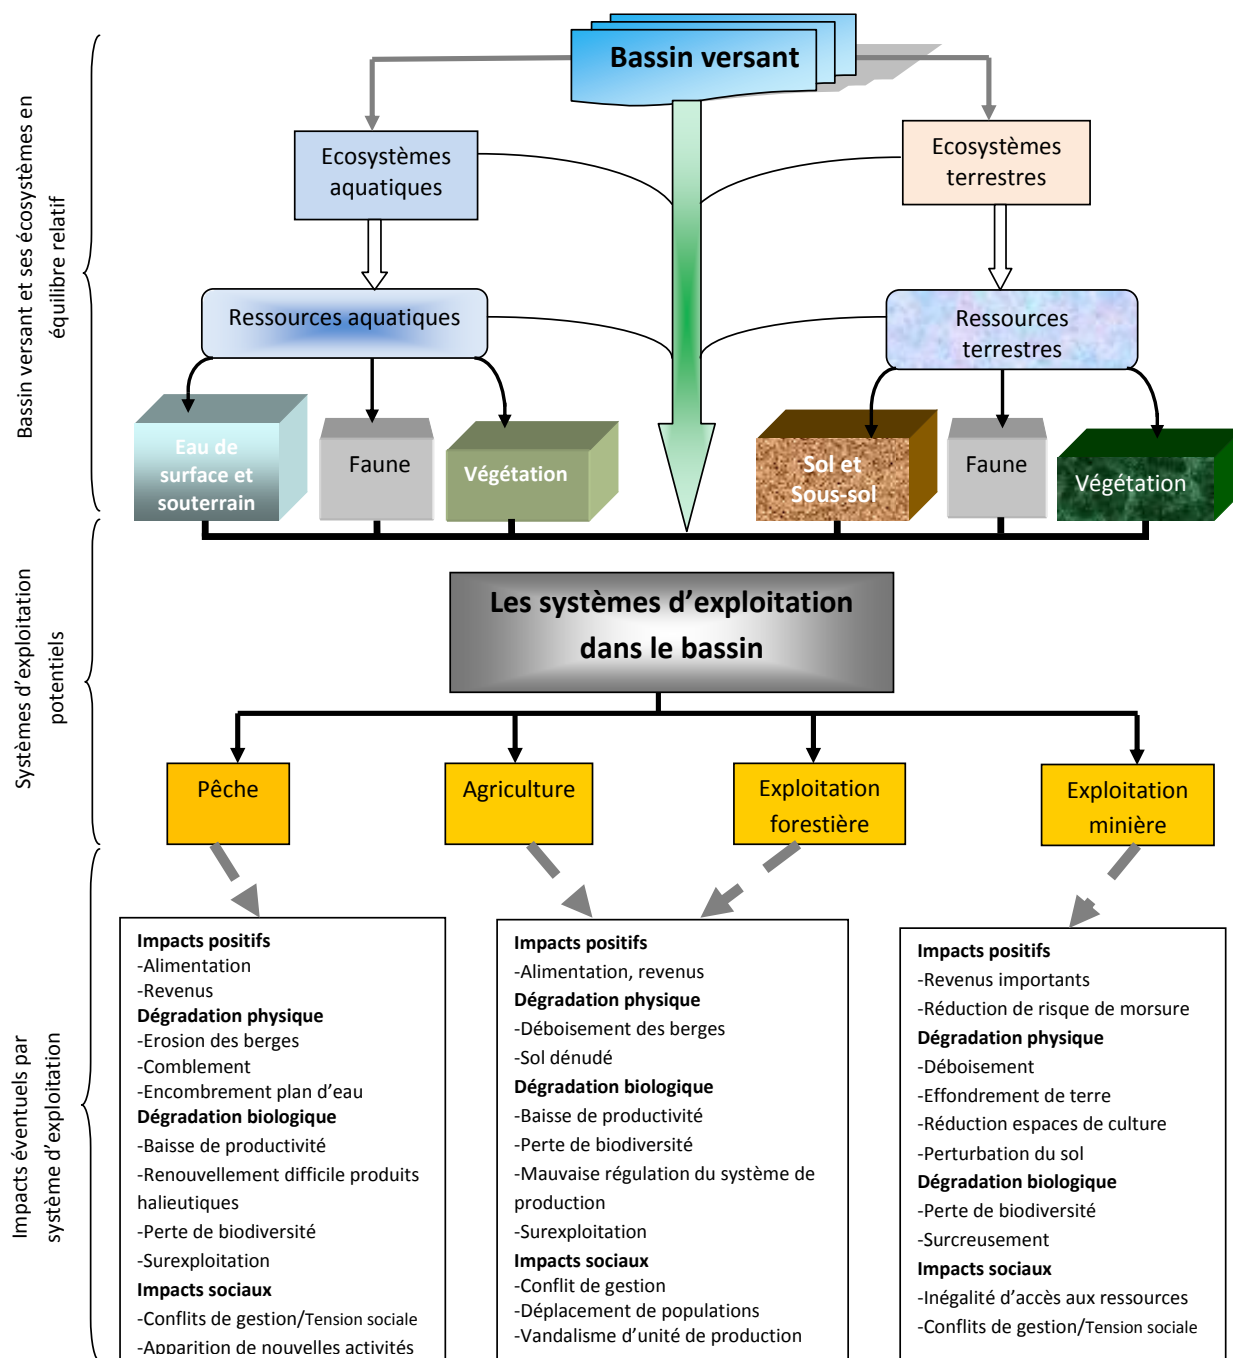 Bassin versant
Bassin versant et ses écosystèmes en
équilibre relatif
Ecosystèmes
aquatiques
Ecosystèmes
terrestres
Ressources aquatiques
Ressources
terrestres
Eau de
surface et
souterrain
Faune
Végétation
Sol et
Sous-sol
Faune
Végétation
Systèmes d’exploitation
potentiels
Les systèmes d’exploitation
dans le bassin
Pêche
Agriculture
Exploitation
forestière
Exploitation
minière
Impacts éventuels par
système d’exploitation
Impacts positifs
-Alimentation
-Revenus
Dégradation physique
-Erosion des berges
-Comblement
-Encombrement plan d’eau
Dégradation biologique
-Baisse de productivité
-Renouvellement difficile produits
halieutiques
-Perte de biodiversité
-Surexploitation
Impacts sociaux
-Conflits de gestion/Tension sociale
-Apparition de nouvelles activités
Impacts positifs
-Alimentation, revenus
Dégradation physique
-Déboisement des berges
-Sol dénudé
Dégradation biologique
-Baisse de productivité
-Perte de biodiversité
-Mauvaise régulation du système de
production
-Surexploitation
Impacts sociaux
-Conflit de gestion
-Déplacement de populations
-Vandalisme d’unité de production
Impacts positifs
-Revenus importants
-Réduction de risque de morsure
Dégradation physique
-Déboisement
-Effondrement de terre
-Réduction espaces de culture
-Perturbation du sol
Dégradation biologique
-Perte de biodiversité
-Surcreusement
Impacts sociaux
-Inégalité d’accès aux ressources
-Conflits de gestion/Tension sociale